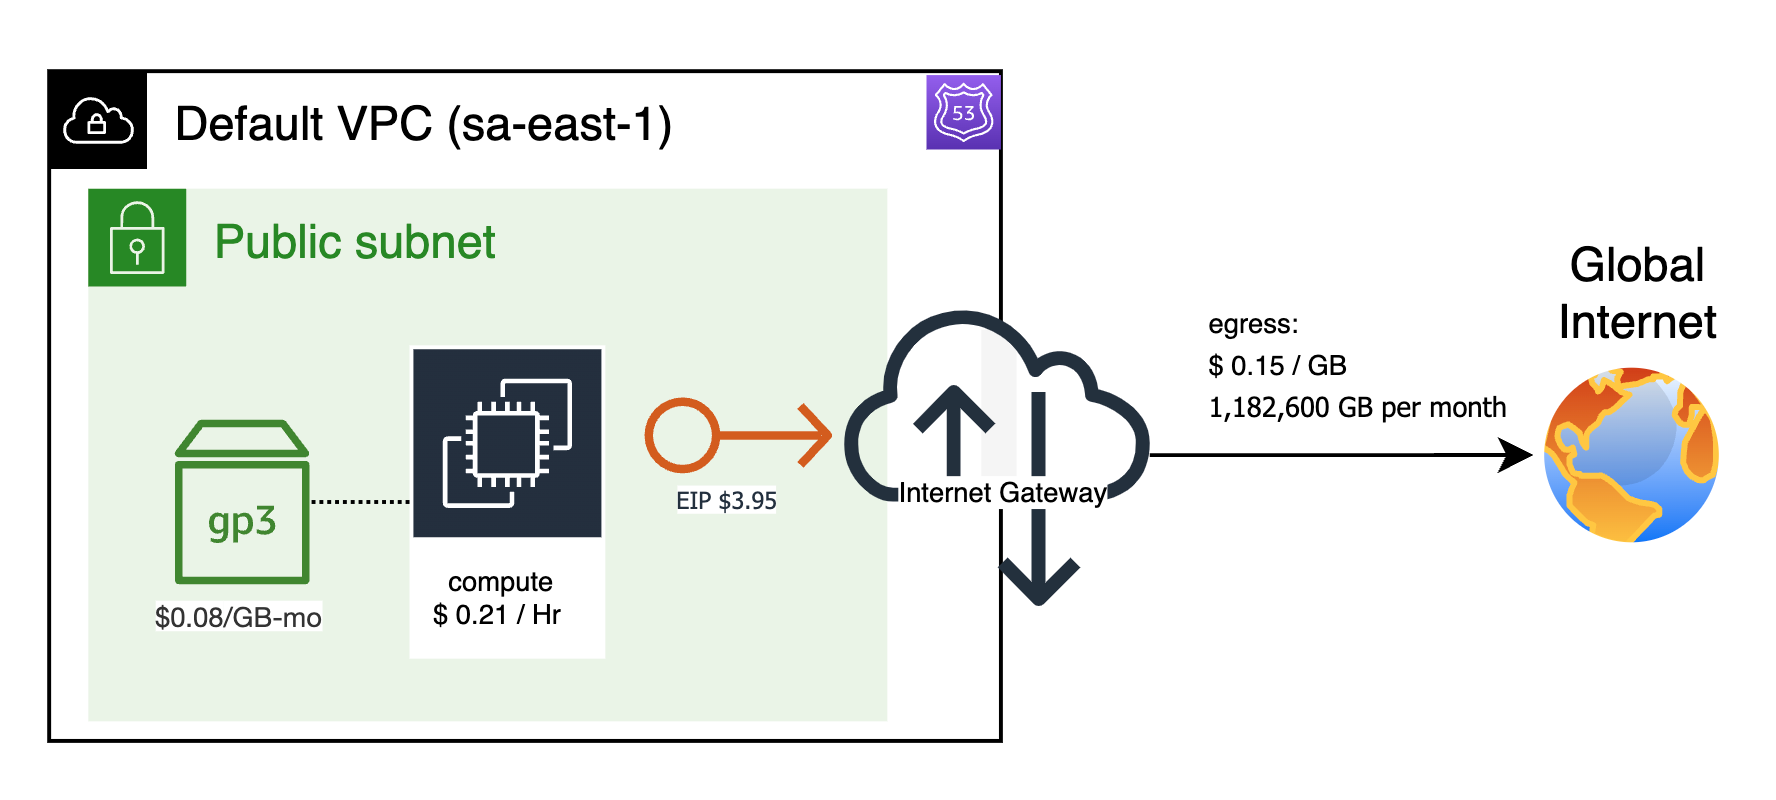 Default VPC (sa-east-1)
53
Public subnet
gp3
$0.08/GB-mo
compute
$ 0.21 / Hr
EIP $3.95
Internet Gateway
egress:
$ 0.15 / GB
1,182,600 GB per month
Global
Internet